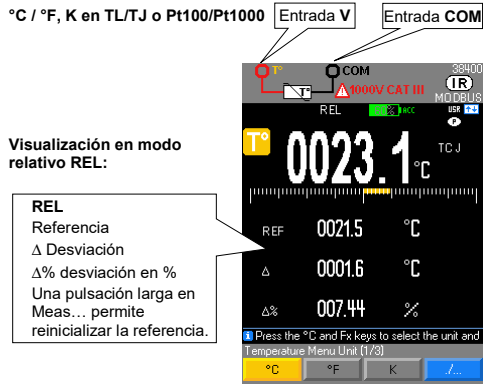 °C / °F, K en TL/TJ o Pt100/Pt1000
Entrada V
Entrada COM
T°
COM
38400
IR
T°
1000V CAT III
MODBUS
REL
ACC
USR
P
Visualización en modo
relativo REL:
T°
0023.1 °C
TC J
REL
Referencia
Δ Desviación
Δ% desviación en %
Una pulsación larga en
Meas… permite
reinicializar la referencia.
REF 0021.5 °C
Δ 0001.6 °C
Δ% 007.44 %
Press the °C and Fx keys to select the unit and
Temperature Menu Unit (1/3)
°C °F K ./...